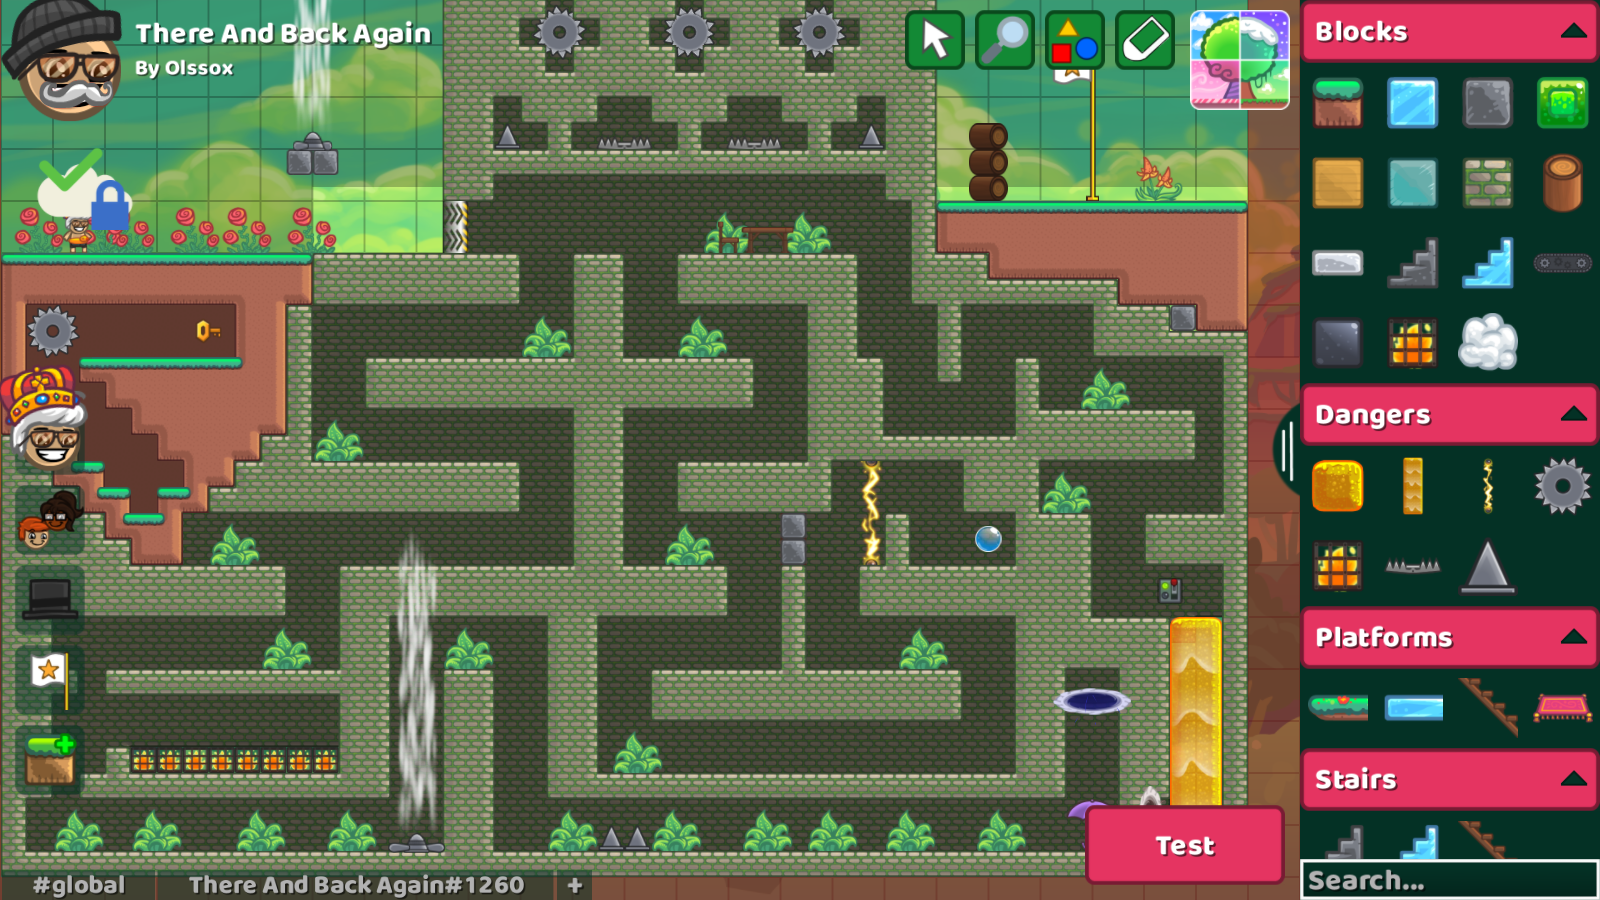 There And Back Again
By Olssox
Blocks
Dangers
Platforms
Stairs
Test
Search...
#global
There And Back Again#1260
+